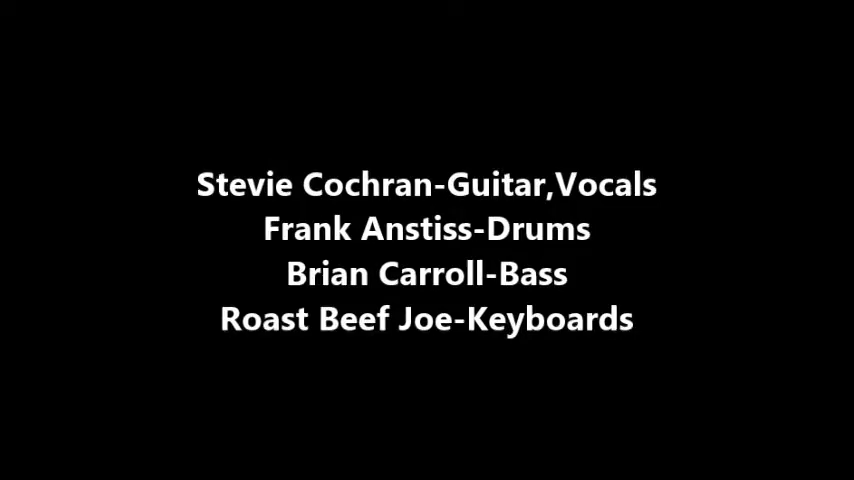 Stevie Cochran-Guitar,Vocals
Frank Anstiss-Drums
Brian Carroll-Bass
Roast Beef Joe-Keyboards